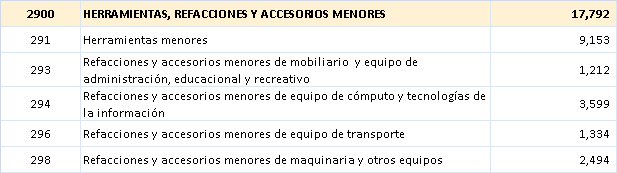 2900 HERRAMIENTAS, REFACCIONES Y ACCESORIOS MENORES 17,792
291 Herramientas menores 9,153
293 Refacciones y accesorios menores de mobiliario y equipo de administración, educacional y recreativo 1,212
294 Refacciones y accesorios menores de equipo de cómputo y tecnologías de la información 3,599
296 Refacciones y accesorios menores de equipo de transporte 1,334
298 Refacciones y accesorios menores de maquinaria y otros equipos 2,494